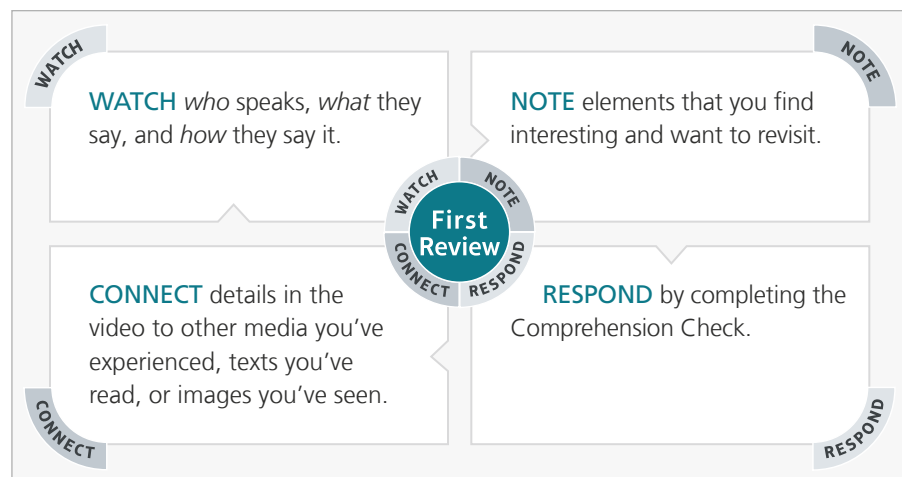 WATCH
WATCH who speaks, what they
say, and how they say it.
NOTE
NOTE elements that you find
interesting and want to revisit.
WATCH
NOTE
First
Review
CONNECT
RESPOND
CONNECT details in the
video to other media you've
experienced, texts you've
read, or images you've seen.
CONNECT
RESPOND by completing the
Comprehension Check.
RESPOND